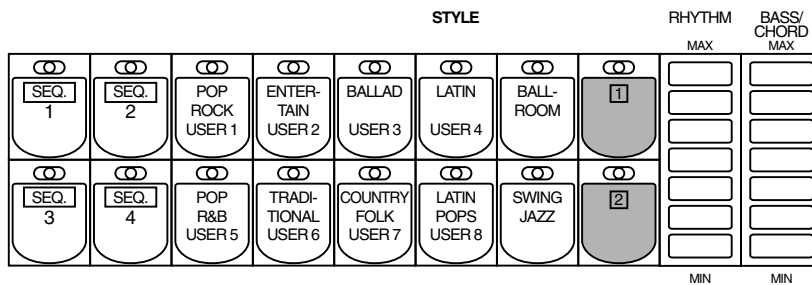 STYLE
RHYTHM
BASS/
CHORD
MAX
MAX
SEQ.
1
SEQ.
2
POP
ROCK
USER 1
ENTER-
TAIN
USER 2
BALLAD
USER 3
LATIN
USER 4
BALL-
ROOM
1
SEQ.
3
SEQ.
4
POP
R&B
USER 5
TRADI-
TIONAL
USER 6
COUNTRY
FOLK
USER 7
LATIN
POPS
USER 8
SWING
JAZZ
2
MIN
MIN